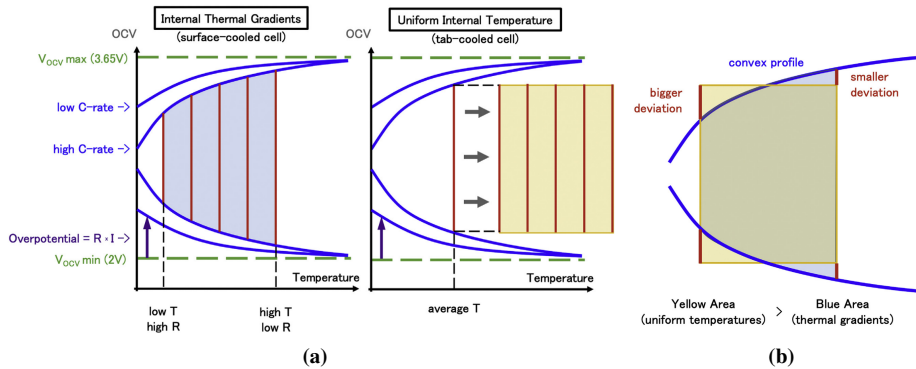 Internal Thermal Gradients
(surface-cooled cell)
OCV
V_OCV max (3.65V)
low C-rate ->
high C-rate ->
Overpotential = R × I ->
V_OCV min (2V)
Temperature
low T
high R
high T
low R
Uniform Internal Temperature
(tab-cooled cell)
OCV
Temperature
average T
(a)
convex profile
bigger
deviation
smaller
deviation
Yellow Area
(uniform temperatures)
>
Blue Area
(thermal gradients)
(b)